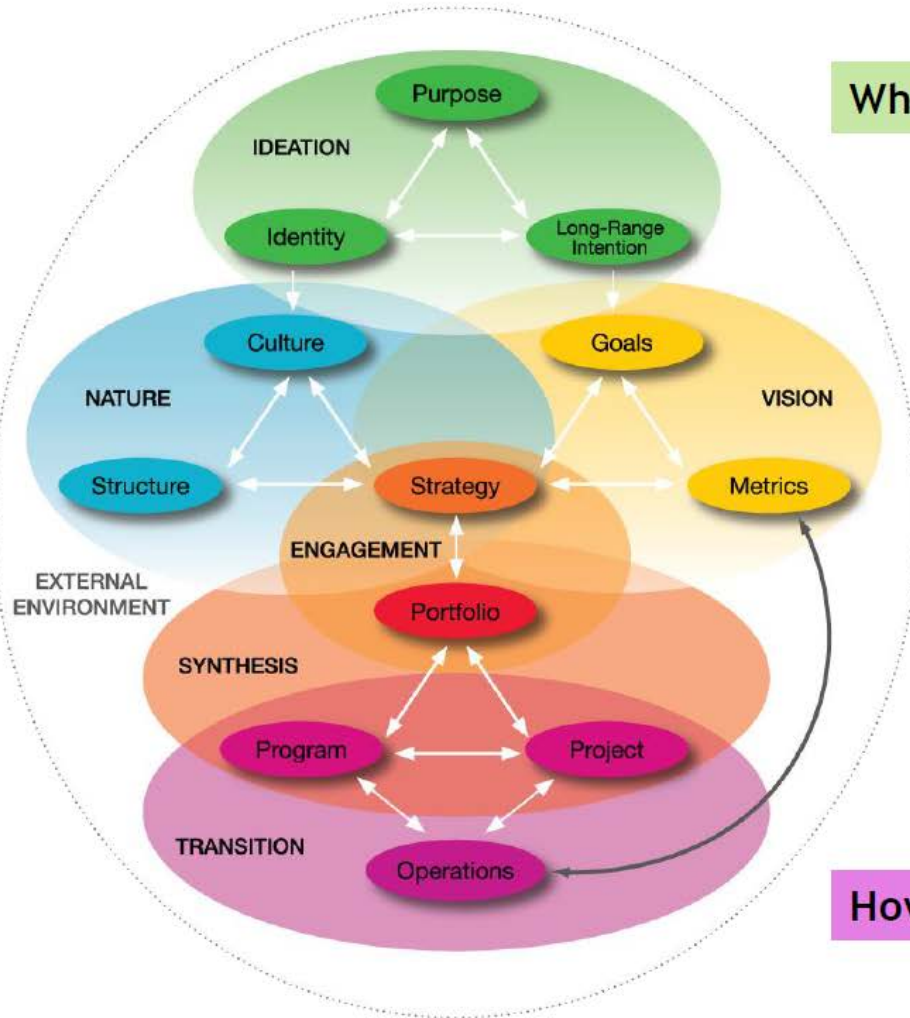 Purpose
Wh
IDEATION
Identity
Long-Range
Intention
Culture
Goals
NATURE
VISION
Structure
Strategy
Metrics
ENGAGEMENT
EXTERNAL
ENVIRONMENT
Portfolio
SYNTHESIS
Program
Project
TRANSITION
Operations
How